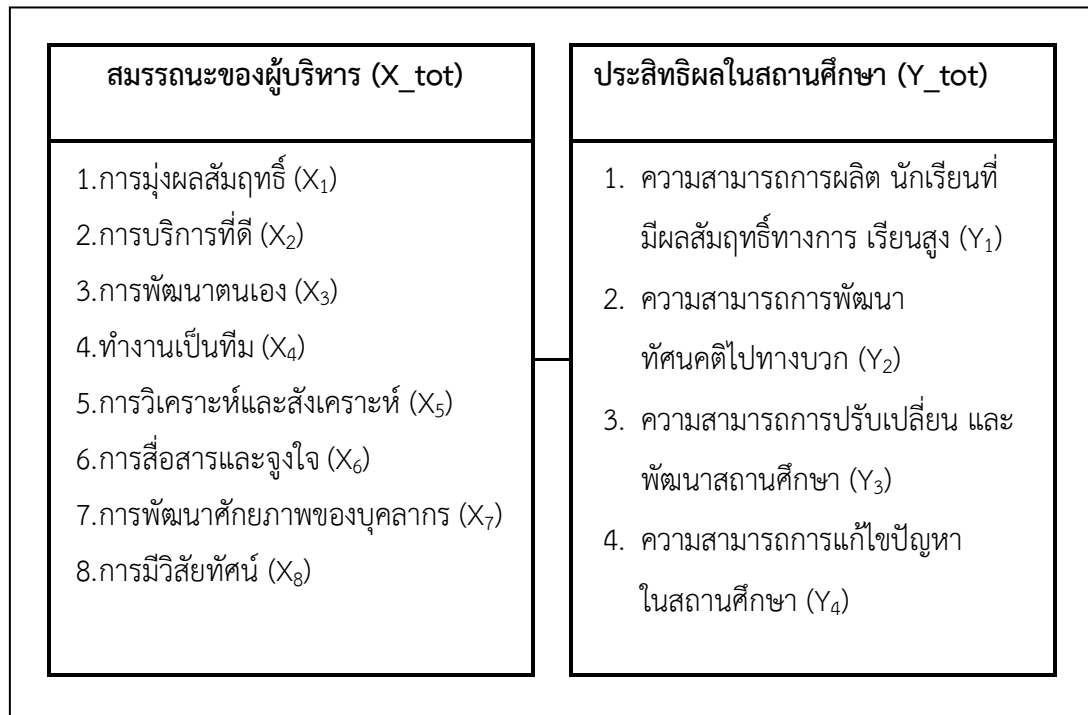 สมรรถนะของผู้บริหาร (X_tot)
1.การมุ่งผลสัมฤทธิ์ (X₁)
2.การบริการที่ดี (X₂)
3.การพัฒนาตนเอง (X₃)
4.ทำงานเป็นทีม (X₄)
5.การวิเคราะห์และสังเคราะห์ (X₅)
6.การสื่อสารและจูงใจ (X₆)
7.การพัฒนาศักยภาพของบุคลากร (X₇)
8.การมีวิสัยทัศน์ (X₈)
ประสิทธิผลในสถานศึกษา (Y_tot)
1. ความสามารถการผลิต นักเรียนที่
มีผลสัมฤทธิ์ทางการ เรียนสูง (Y₁)
2. ความสามารถการพัฒนา
ทัศนคติไปทางบวก (Y₂)
3. ความสามารถการปรับเปลี่ยน และ
พัฒนาสถานศึกษา (Y₃)
4. ความสามารถการแก้ไขปัญหา
ในสถานศึกษา (Y₄)